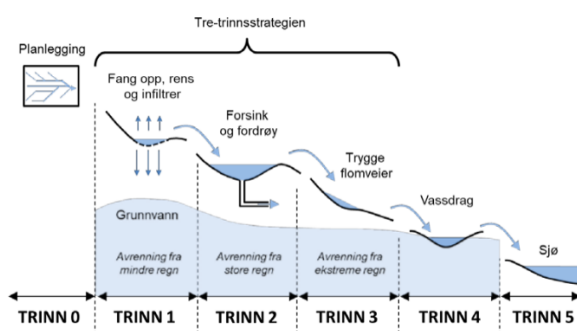 Tre-trinnsstrategien
Planlegging
Fang opp, rens
og infiltrer
Forsink
og fordrøy
Trygge
flomveier
Vassdrag
Sjø
Grunnvann
Avrenning fra
mindre regn
Avrenning fra
store regn
Avrenning fra
ekstreme regn
TRINN 0
TRINN 1
TRINN 2
TRINN 3
TRINN 4
TRINN 5